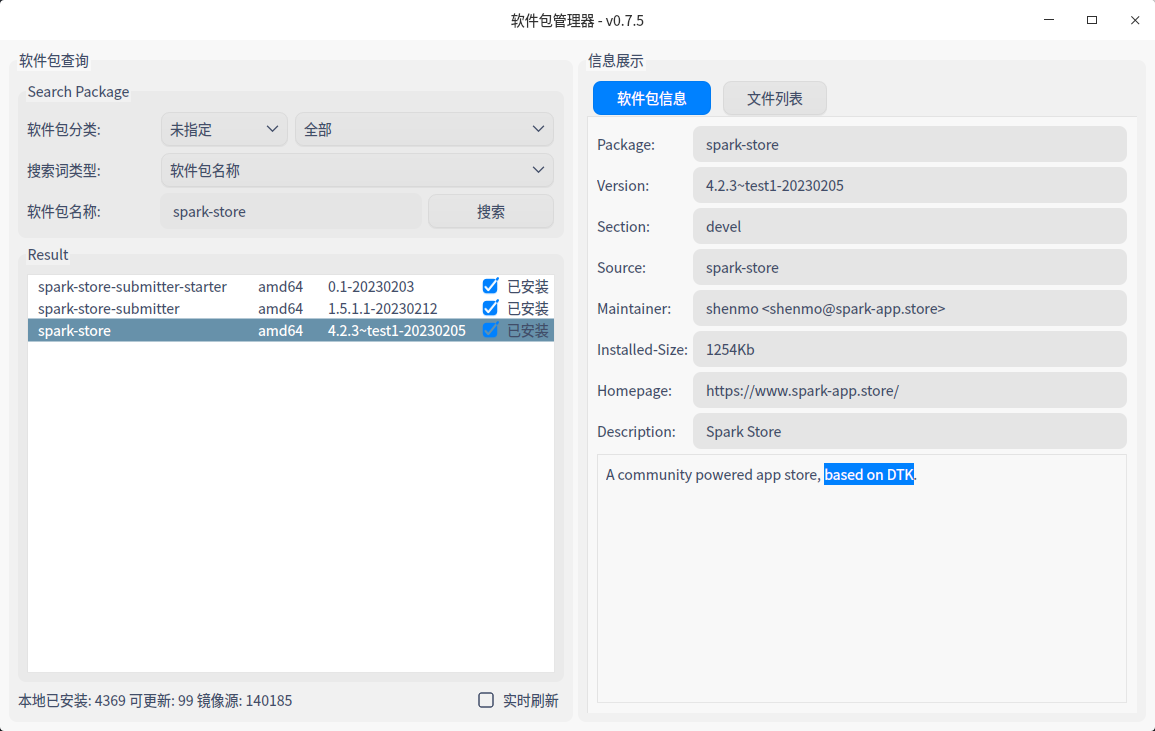 软件包管理器 - v0.7.5
软件包查询
Search Package
软件包分类: 未指定 全部
搜索词类型: 软件包名称
软件包名称: spark-store 搜索
Result
spark-store-submitter-starter amd64 0.1-20230203 已安装
spark-store-submitter amd64 1.5.1.1-20230212 已安装
spark-store amd64 4.2.3~test1-20230205 已安装
本地已安装: 4369 可更新: 99 镜像源: 140185 实时刷新
信息展示
软件包信息 文件列表
Package: spark-store
Version: 4.2.3~test1-20230205
Section: devel
Source: spark-store
Maintainer: shenmo <shenmo@spark-app.store>
Installed-Size: 1254Kb
Homepage: https://www.spark-app.store/
Description: Spark Store
A community powered app store, based on DTK.